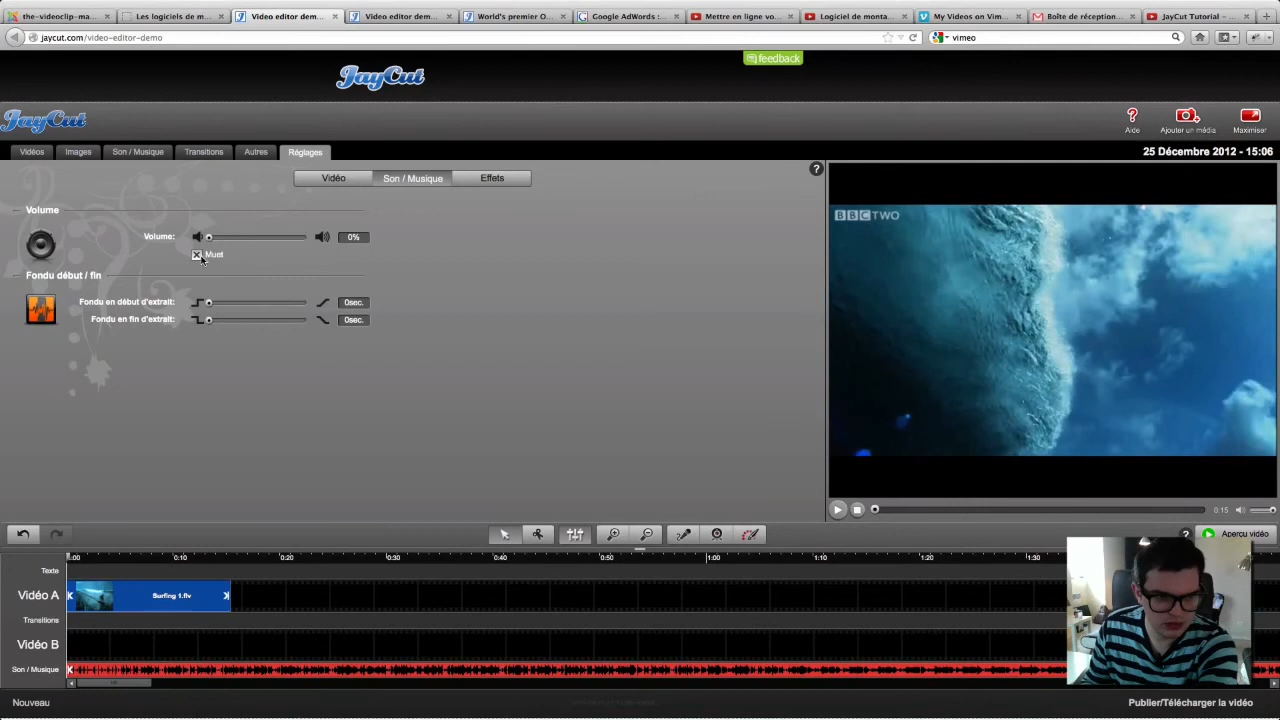 the-videoclip-ma...
Les logiciels de m...
Video editor dem...
Video editor dem...
World's premier O...
Google AdWords :...
Mettre en ligne vo...
Logiciel de monta...
My Videos on Vim...
Boîte de réception...
JayCut Tutorial - ...
jaycut.com/video-editor-demo
vimeo
feedback
JayCut
JayCut
Aide
Ajouter un média
Maximiser
Vidéos
Images
Son / Musique
Transitions
Autres
Réglages
25 Décembre 2012 - 15:06
Vidéo
Son / Musique
Effets
?
Volume
Volume:
0%
Muet
Fondu début / fin
Fondu en début d'extrait:
0sec.
Fondu en fin d'extrait:
0sec.
BBC TWO
0:15
?
Aperçu vidéo
:00
0:10
0:20
0:30
0:40
0:50
1:00
1:10
1:20
1:30
Texte
Vidéo A
Surfing 1.flv
Transitions
Vidéo B
Son / Musique
Nouveau
Publier/Télécharger la vidéo